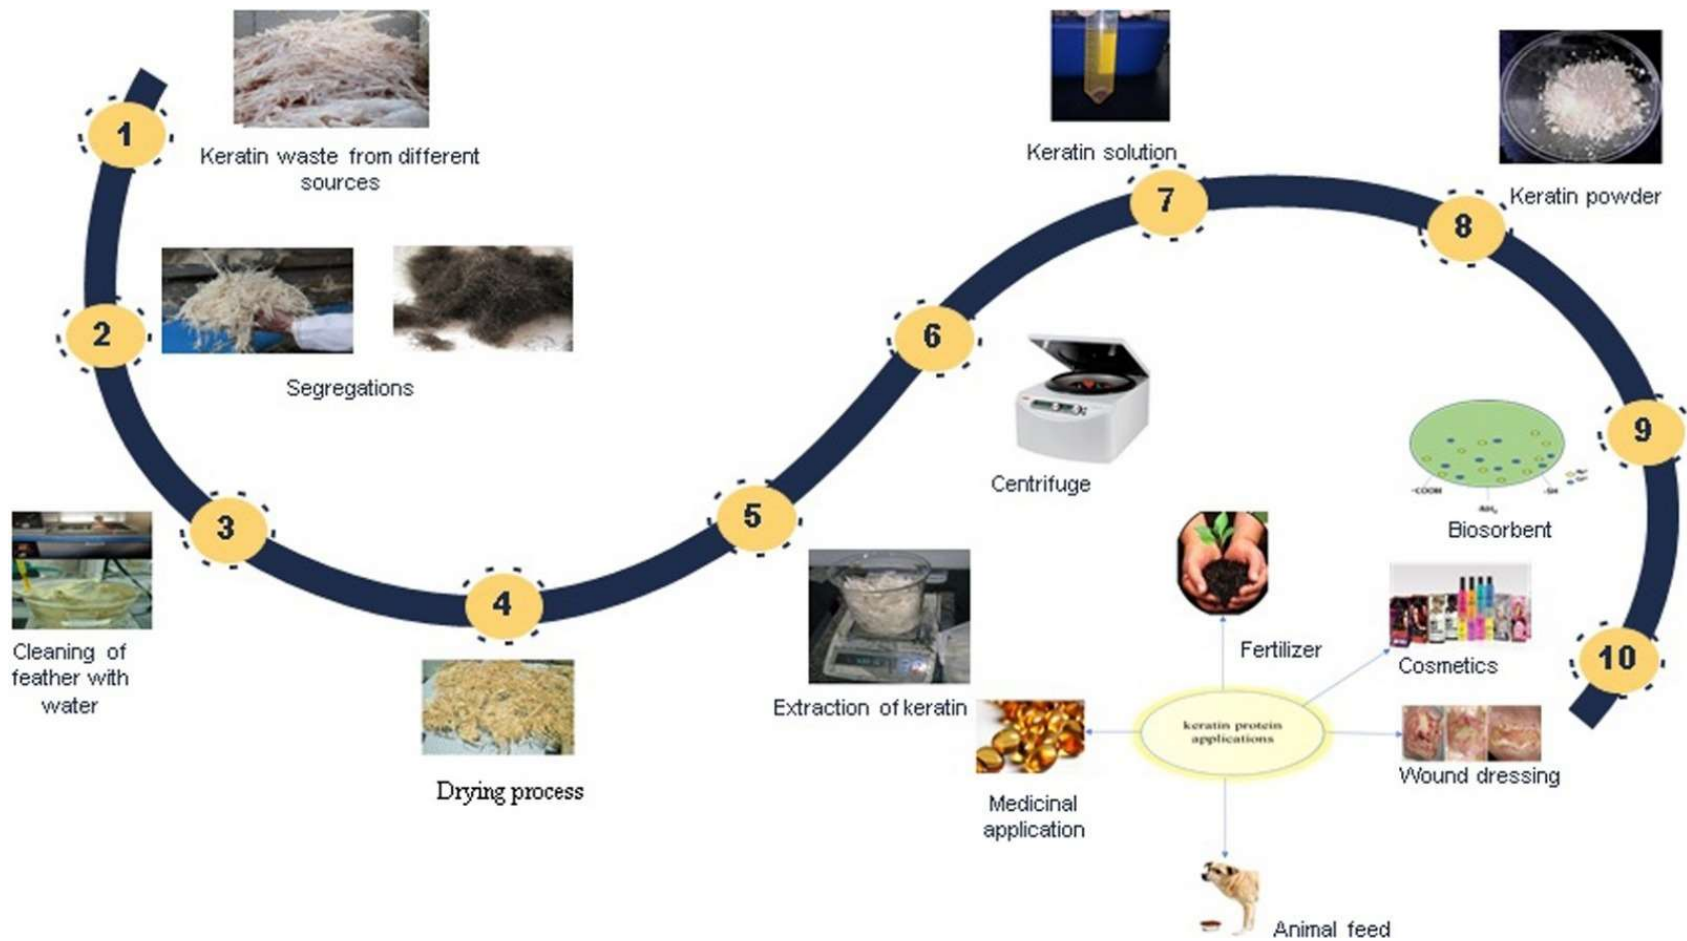 1
Keratin waste from different
sources
2
Segregations
3
Cleaning of
feather with
water
4
Drying process
5
Extraction of keratin
6
Centrifuge
7
Keratin solution
8
Keratin powder
9
-COOH
-SH
Biosorbent
10
keratin protein
applications
Fertilizer
Cosmetics
Wound dressing
Medicinal
application
Animal feed